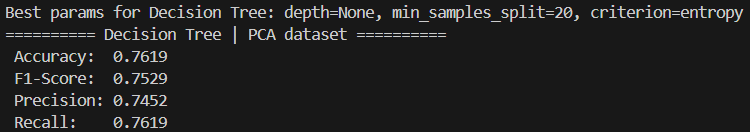 Best params for Decision Tree: depth=None, min_samples_split=20, criterion=entropy
========== Decision Tree | PCA dataset ==========
Accuracy: 0.7619
F1-Score: 0.7529
Precision: 0.7452
Recall: 0.7619